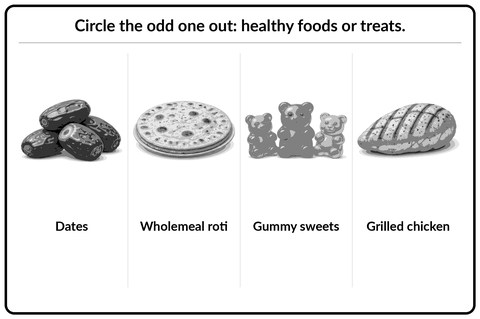 Circle the odd one out: healthy foods or treats.
Dates
Wholemeal roti
Gummy sweets
Grilled chicken